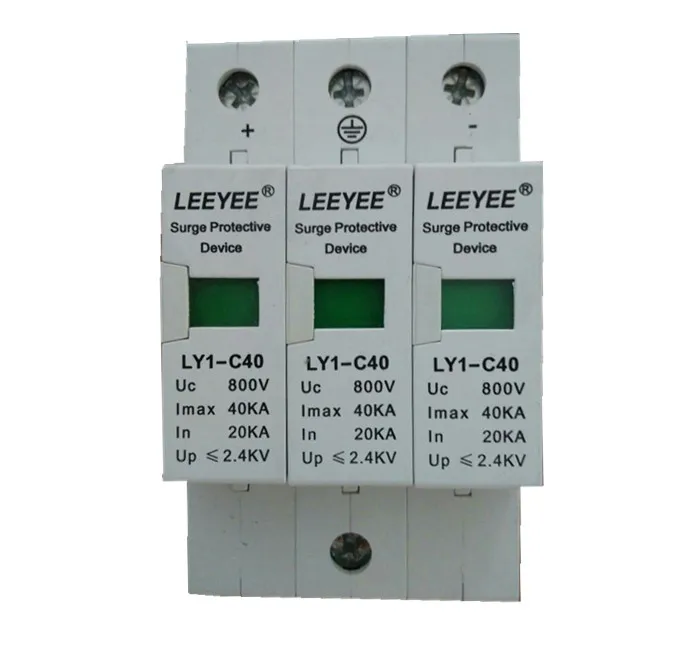 + ⏚ -
LEEYEE®
Surge Protective
Device
LY1-C40
Uc 800V
Imax 40KA
In 20KA
Up ≤2.4KV
LEEYEE®
Surge Protective
Device
LY1-C40
Uc 800V
Imax 40KA
In 20KA
Up ≤2.4KV
LEEYEE®
Surge Protective
Device
LY1-C40
Uc 800V
Imax 40KA
In 20KA
Up ≤2.4KV